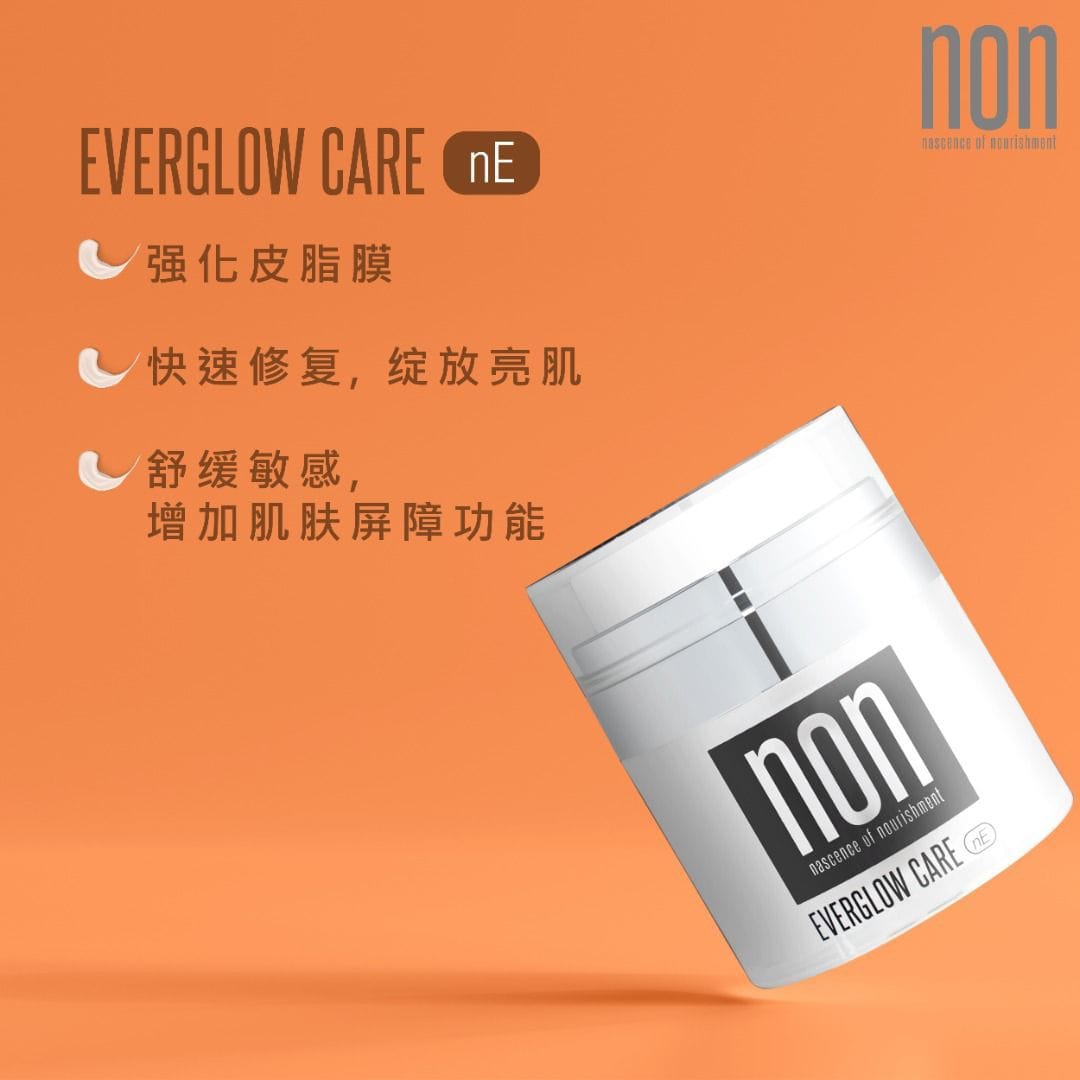 non
nascence of nourishment
EVERGLOW CARE nE
强化皮脂膜
快速修复, 绽放亮肌
舒缓敏感,
增加肌肤屏障功能
non
nascence of nourishment
EVERGLOW CARE nE